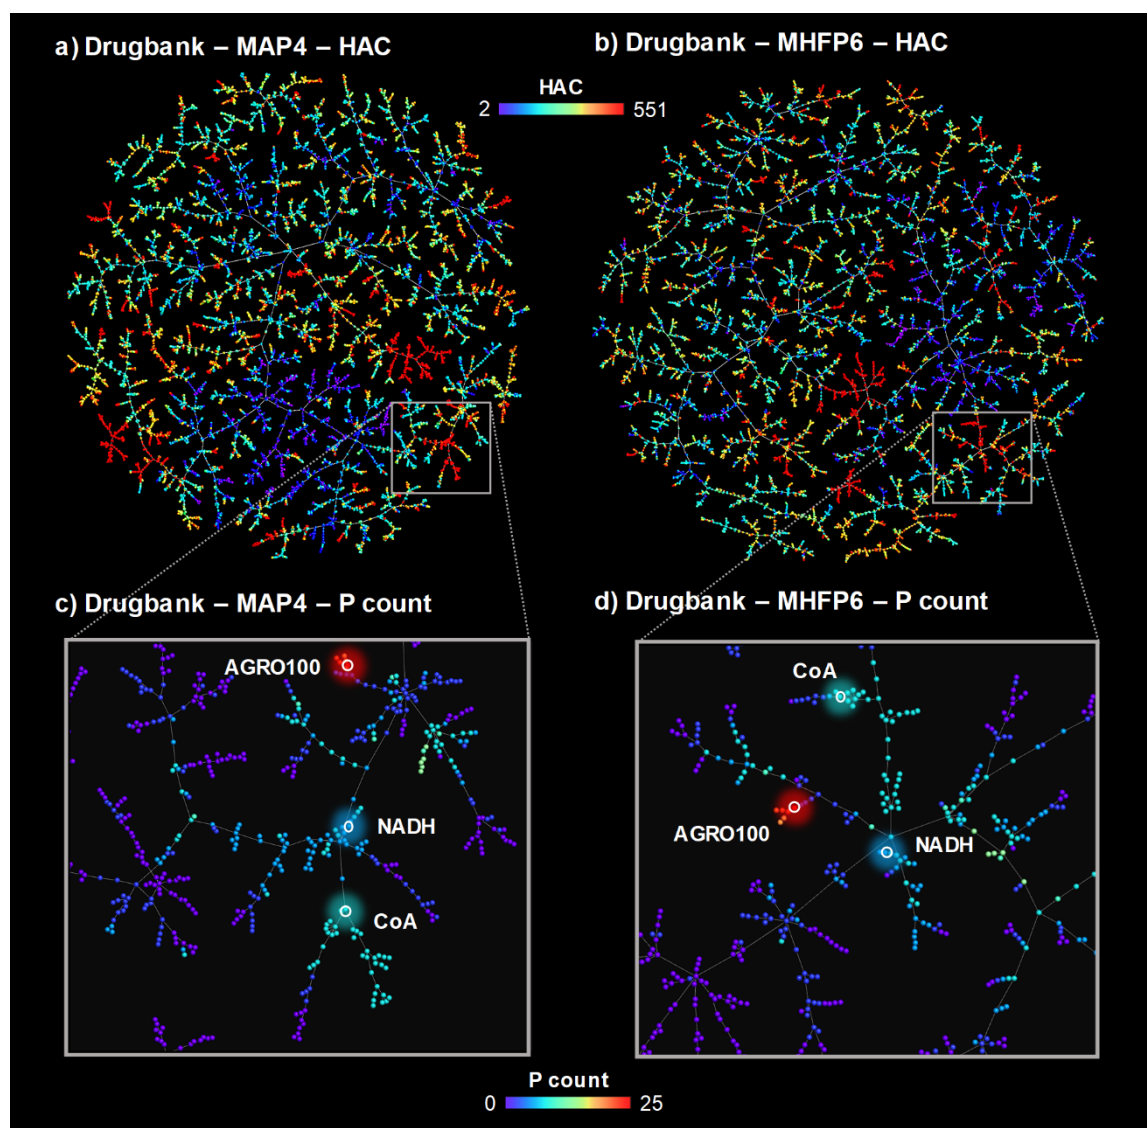 a) Drugbank – MAP4 – HAC
b) Drugbank – MHFP6 – HAC
HAC
2 551
c) Drugbank – MAP4 – P count
d) Drugbank – MHFP6 – P count
AGRO100
NADH
CoA
CoA
AGRO100
NADH
P count
0 25